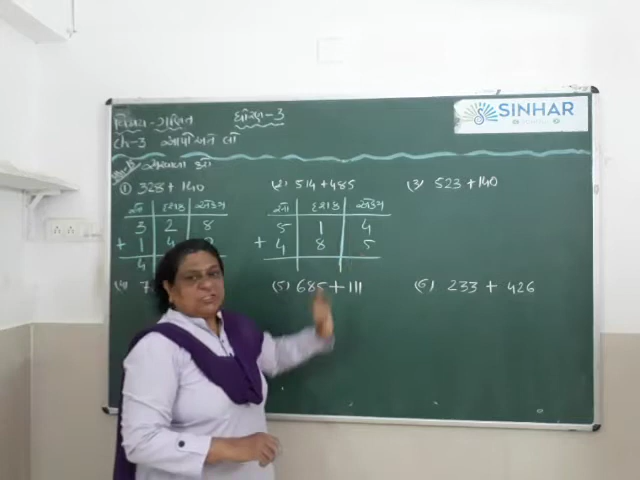 વિષય-ગણિત ધોરણ-3
SINHAR
Ch-3 આપો અને લો
સરવાળા કરો
(1) 328 + 140 (2) 514 + 485 (3) 523 + 140
દશક એકમ દશક એકમ
3 2 8 5 1 4
+ 1 4 + 4 8 5
4
(4) 7 (5) 685 + 111 (6) 233 + 426